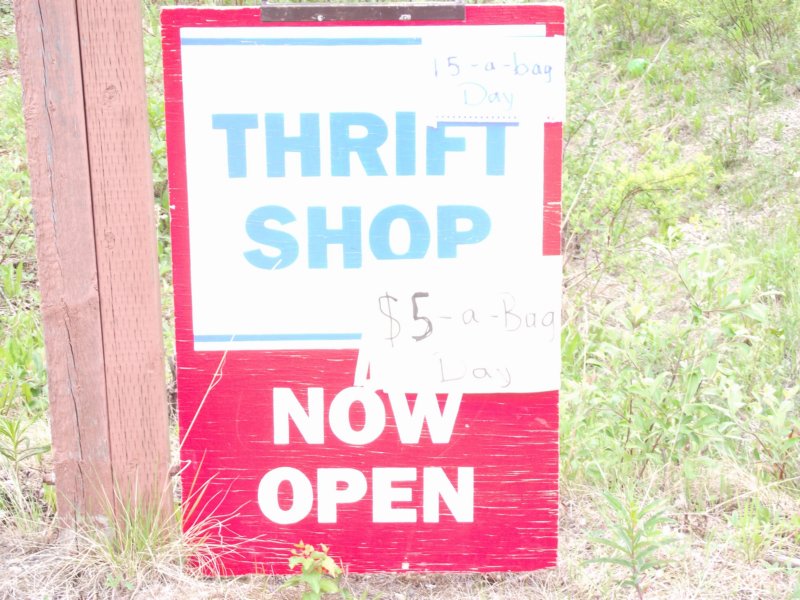 $5-a-bag
Day
THRIFT
SHOP
$5-a-Bag
Day
NOW
OPEN